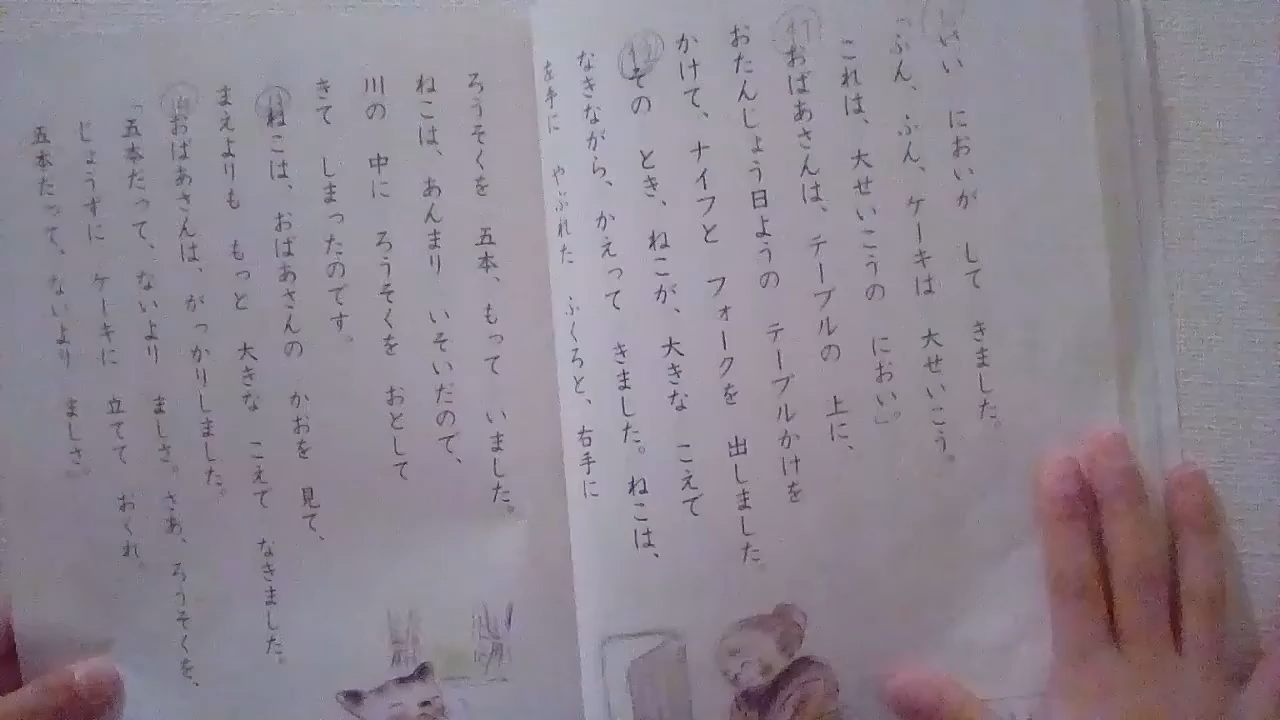 いい においが して きました。
「ふん、ふん、ケーキは 大せいこう。
これは、大せいこうの におい。」
おばあさんは、テーブルの 上に、
おたんじょう日ようの テーブルかけを
かけて、ナイフと フォークを 出しました。
その とき、ねこが、大きな こえで
なきながら、かえって きました。ねこは、
を手に やぶれた ふくろと、右手に
ろうそくを 五本、もって いました。
ねこは、あんまり いそいだので、
川の 中に ろうそくを おとして
きて しまったのです。
ねこは、おばあさんの かおを 見て、
まえよりも もっと 大きな こえで なきました。
おばあさんは、がっかりしました。
「五本だって、ないより ましさ。さあ、ろうそくを、
じょうずに ケーキに 立てて おくれ。
五本だって、ないより ましさ。